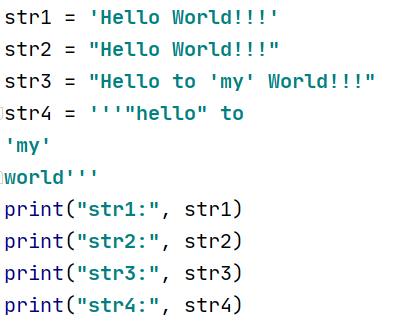 str1 = 'Hello World!!!'
str2 = "Hello World!!!"
str3 = "Hello to 'my' World!!!"
str4 = '''"hello" to
'my'
world'''
print("str1:", str1)
print("str2:", str2)
print("str3:", str3)
print("str4:", str4)